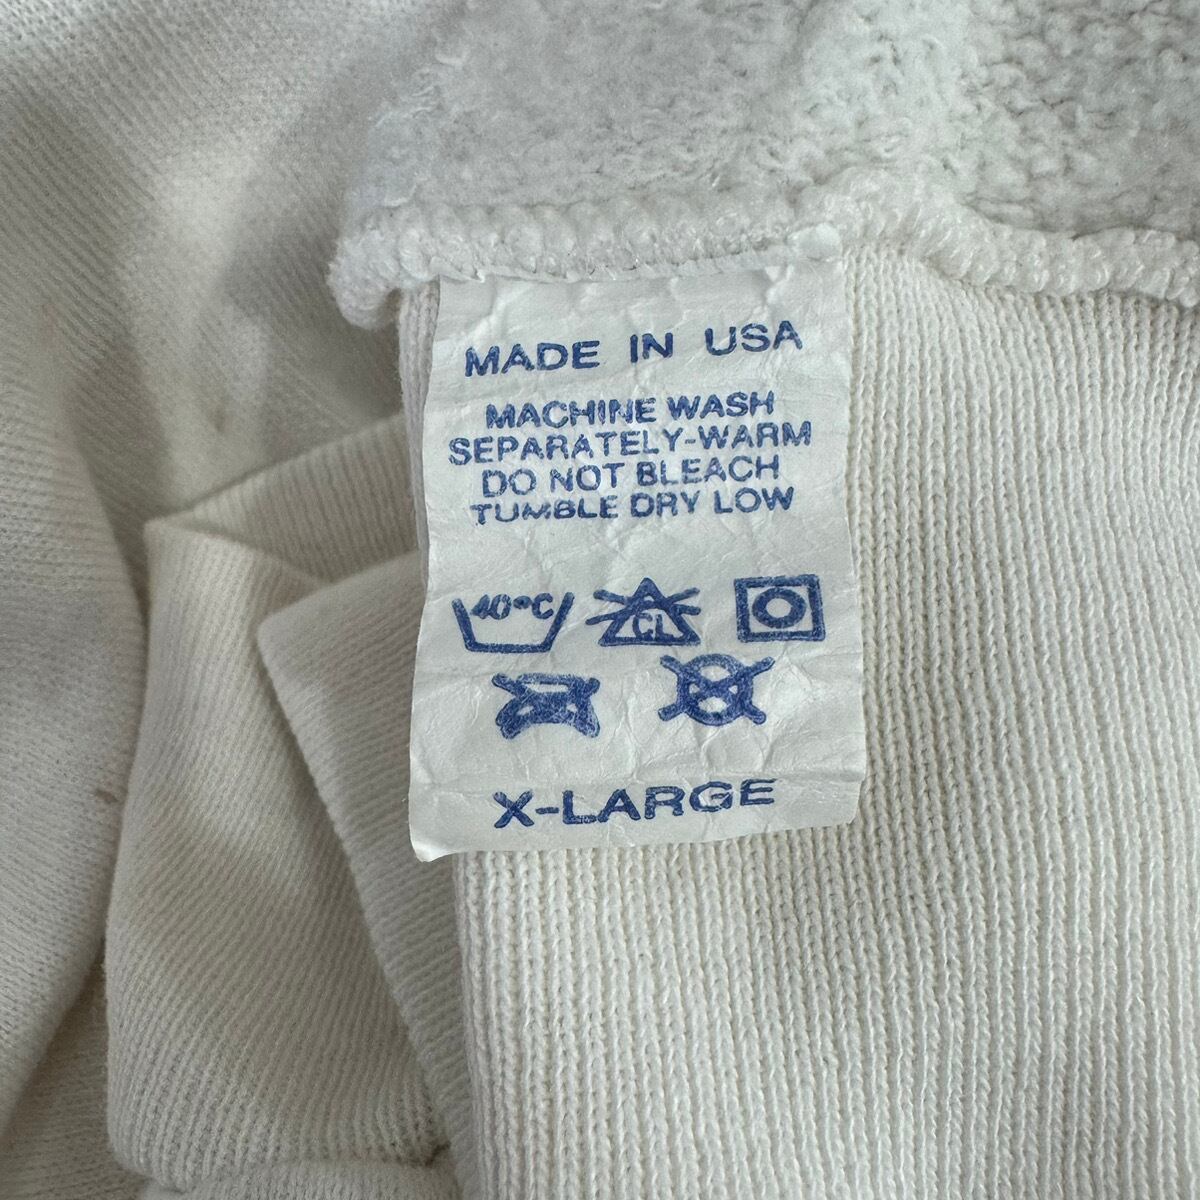 MADE IN USA
MACHINE WASH
SEPARATELY-WARM
DO NOT BLEACH
TUMBLE DRY LOW
40°C CL
X-LARGE